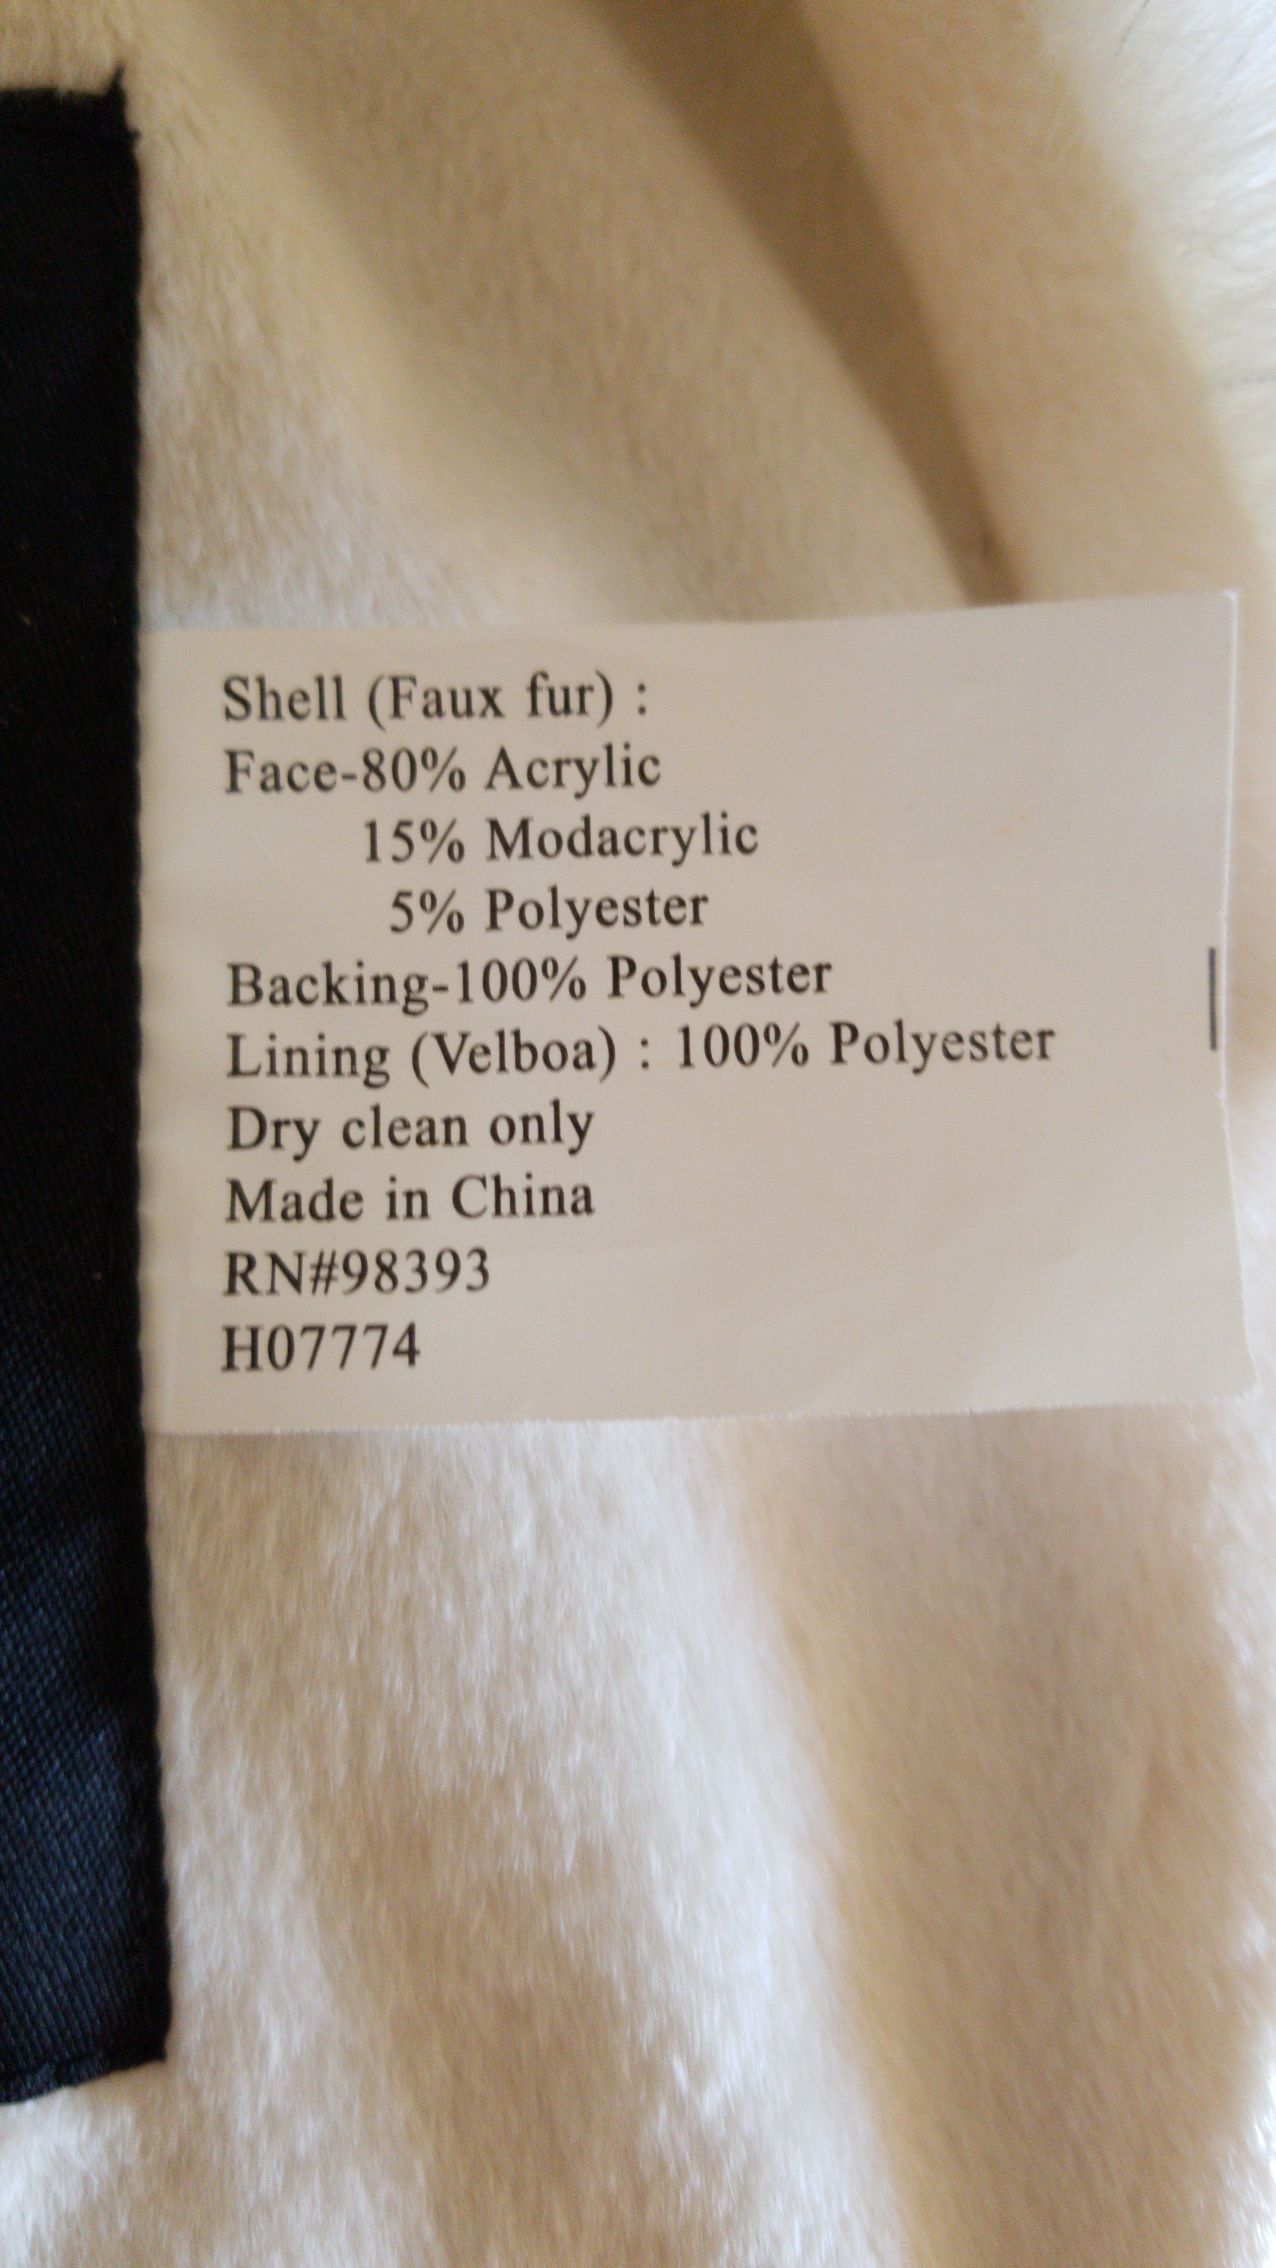 Shell (Faux fur) :
Face-80% Acrylic
15% Modacrylic
5% Polyester
Backing-100% Polyester
Lining (Velboa) : 100% Polyester
Dry clean only
Made in China
RN#98393
H07774